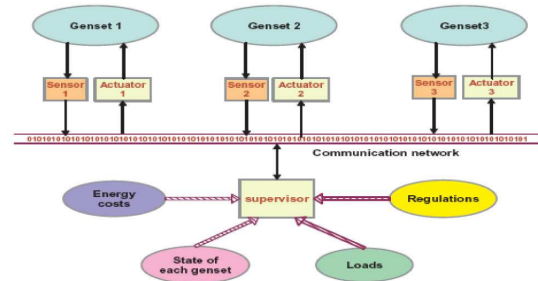 Genset 1
Genset 2
Genset3
Sensor
1
Actuator
1
Sensor
2
Actuator
2
Sensor
3
Actuator
3
Communication network
Energy
costs
supervisor
Regulations
State of
each genset
Loads